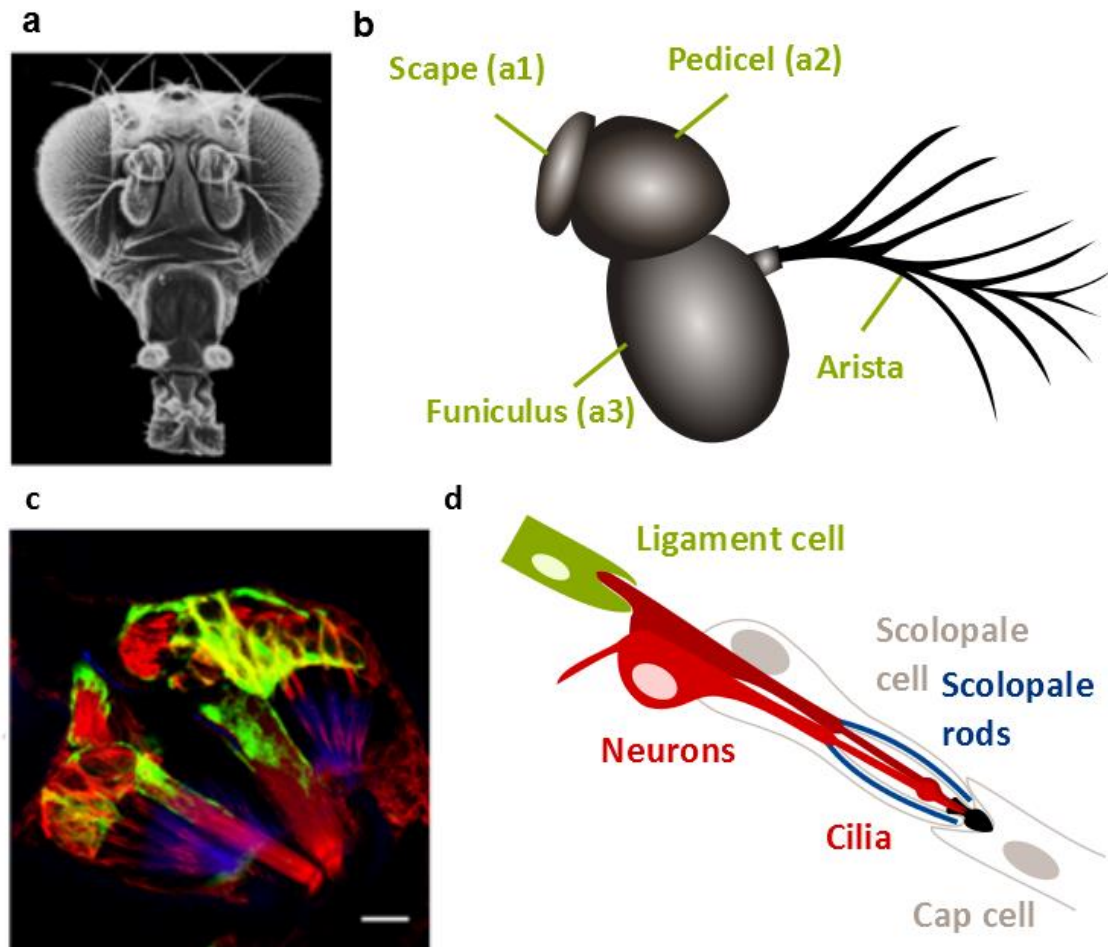 a
b
Scape (a1)
Pedicel (a2)
Arista
Funiculus (a3)
c
d
Ligament cell
Scolopale
cell
Scolopale
rods
Neurons
Cilia
Cap cell